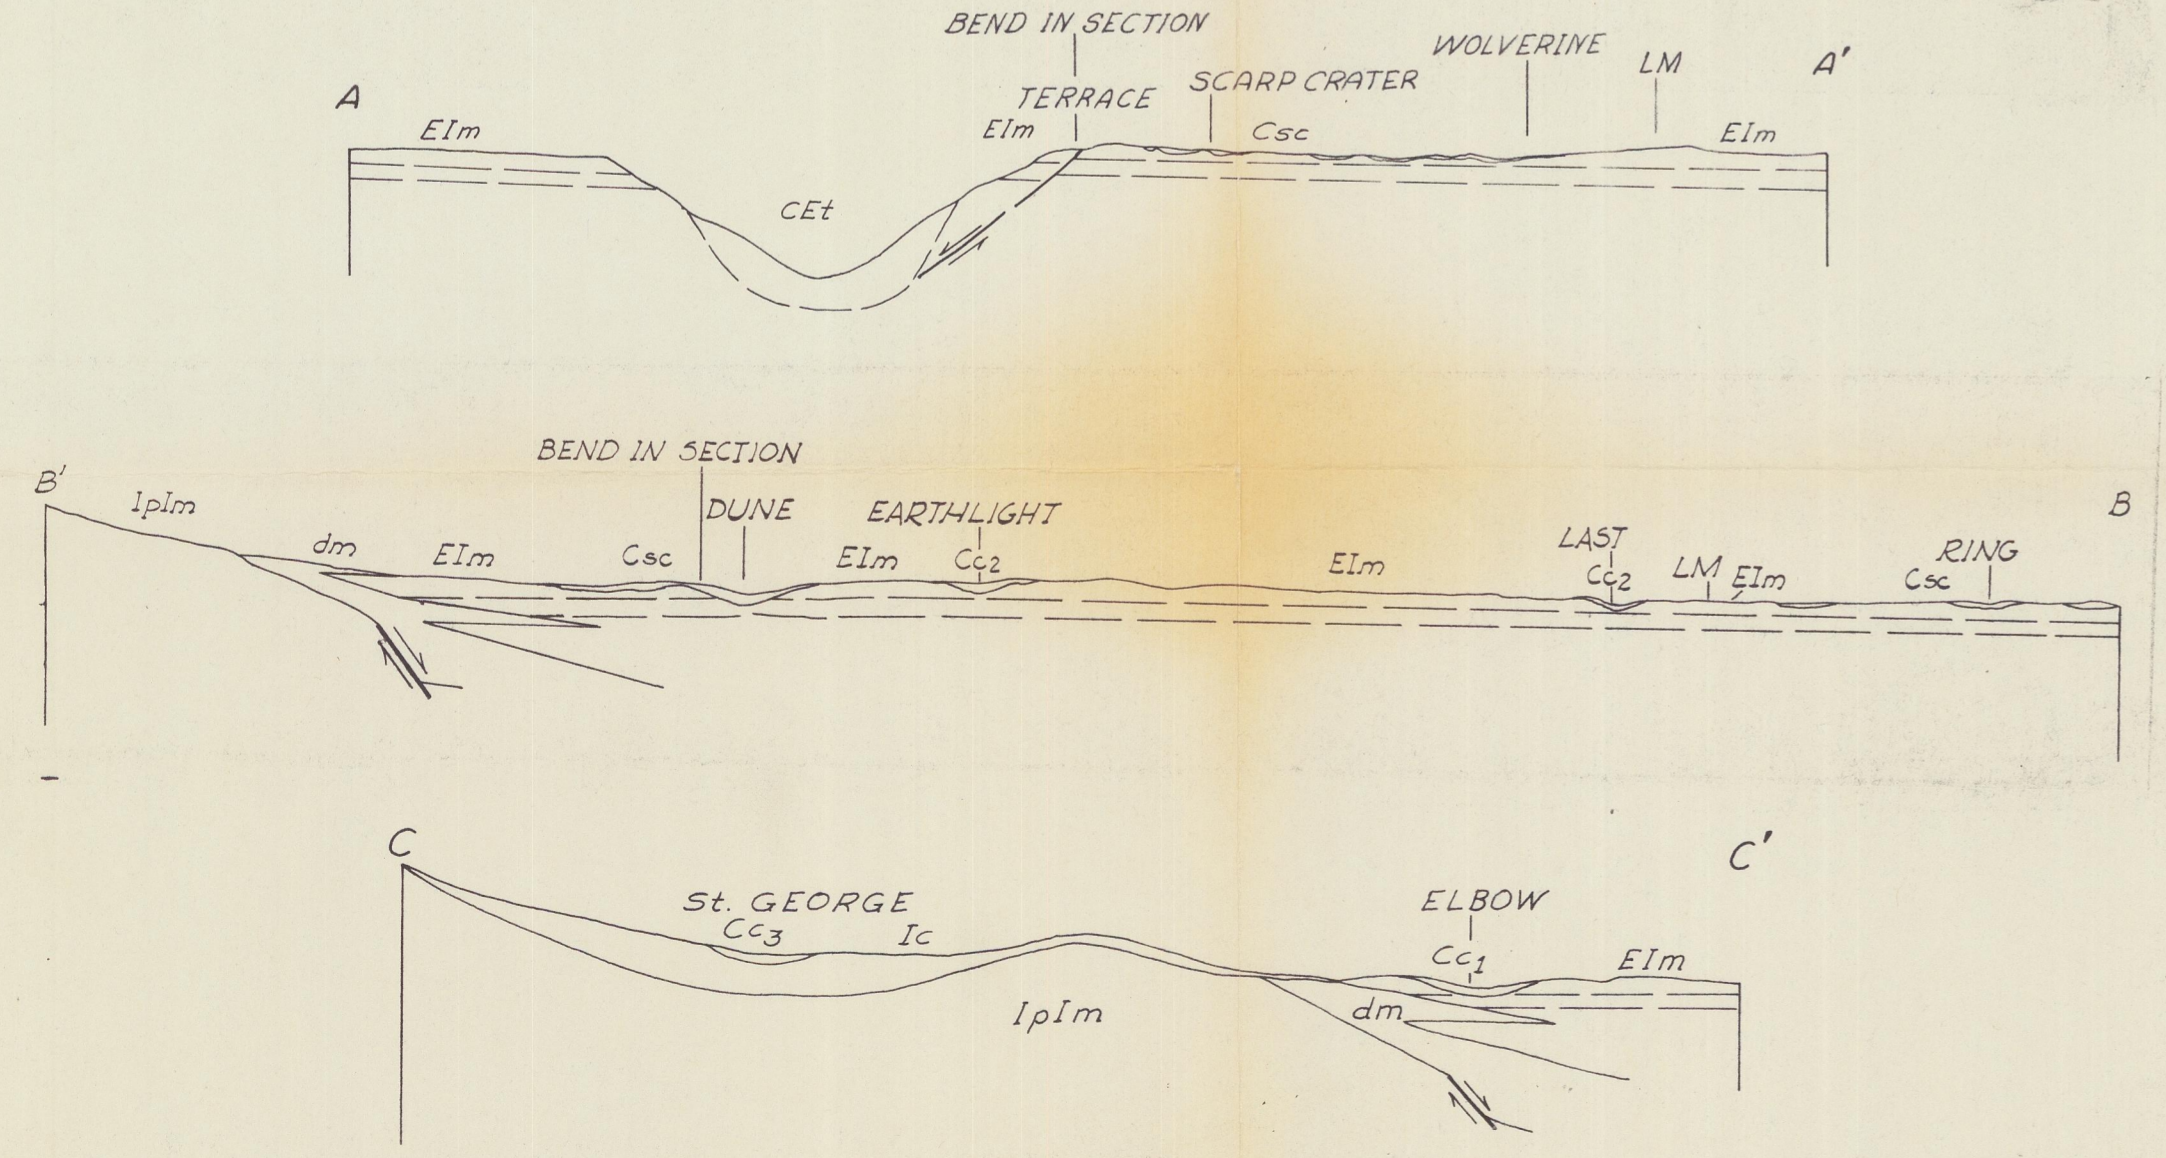 BEND IN SECTION
WOLVERINE
LM
A'
SCARP CRATER
A
TERRACE
EIm
EIm
Csc
EIm
CEt
BEND IN SECTION
B'
IpIm
B
DUNE
EARTHLIGHT
LAST
dm
EIm
Csc
EIm
Cc2
EIm
Cc2
LM
EIm
Csc
RING
C
C'
St. GEORGE
ELBOW
Cc3
Ic
Cc1
EIm
IpIm
dm